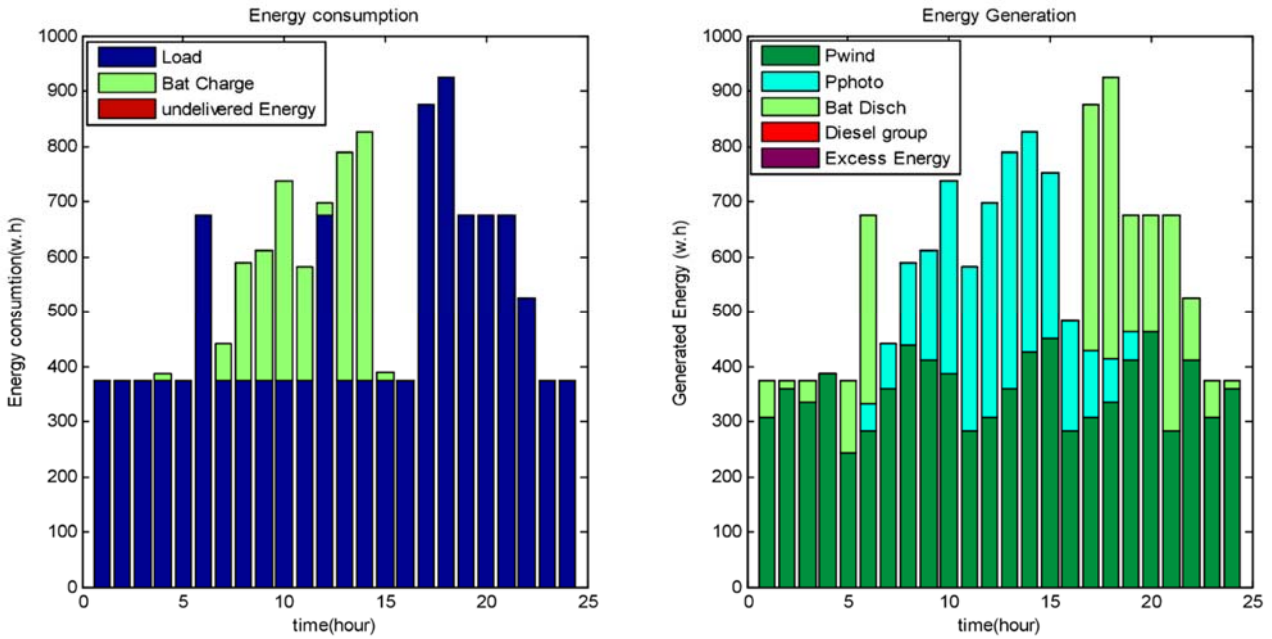 Energy consumption
1000
900
800
700
600
500
400
300
200
100
0
Energy consumtion(w.h)
Load
Bat Charge
undelivered Energy
0 5 10 15 20 25
time(hour)
Energy Generation
1000
900
800
700
600
500
400
300
200
100
0
Generated Energy (w.h)
Pwind
Pphoto
Bat Disch
Diesel group
Excess Energy
0 5 10 15 20 25
time(hour)